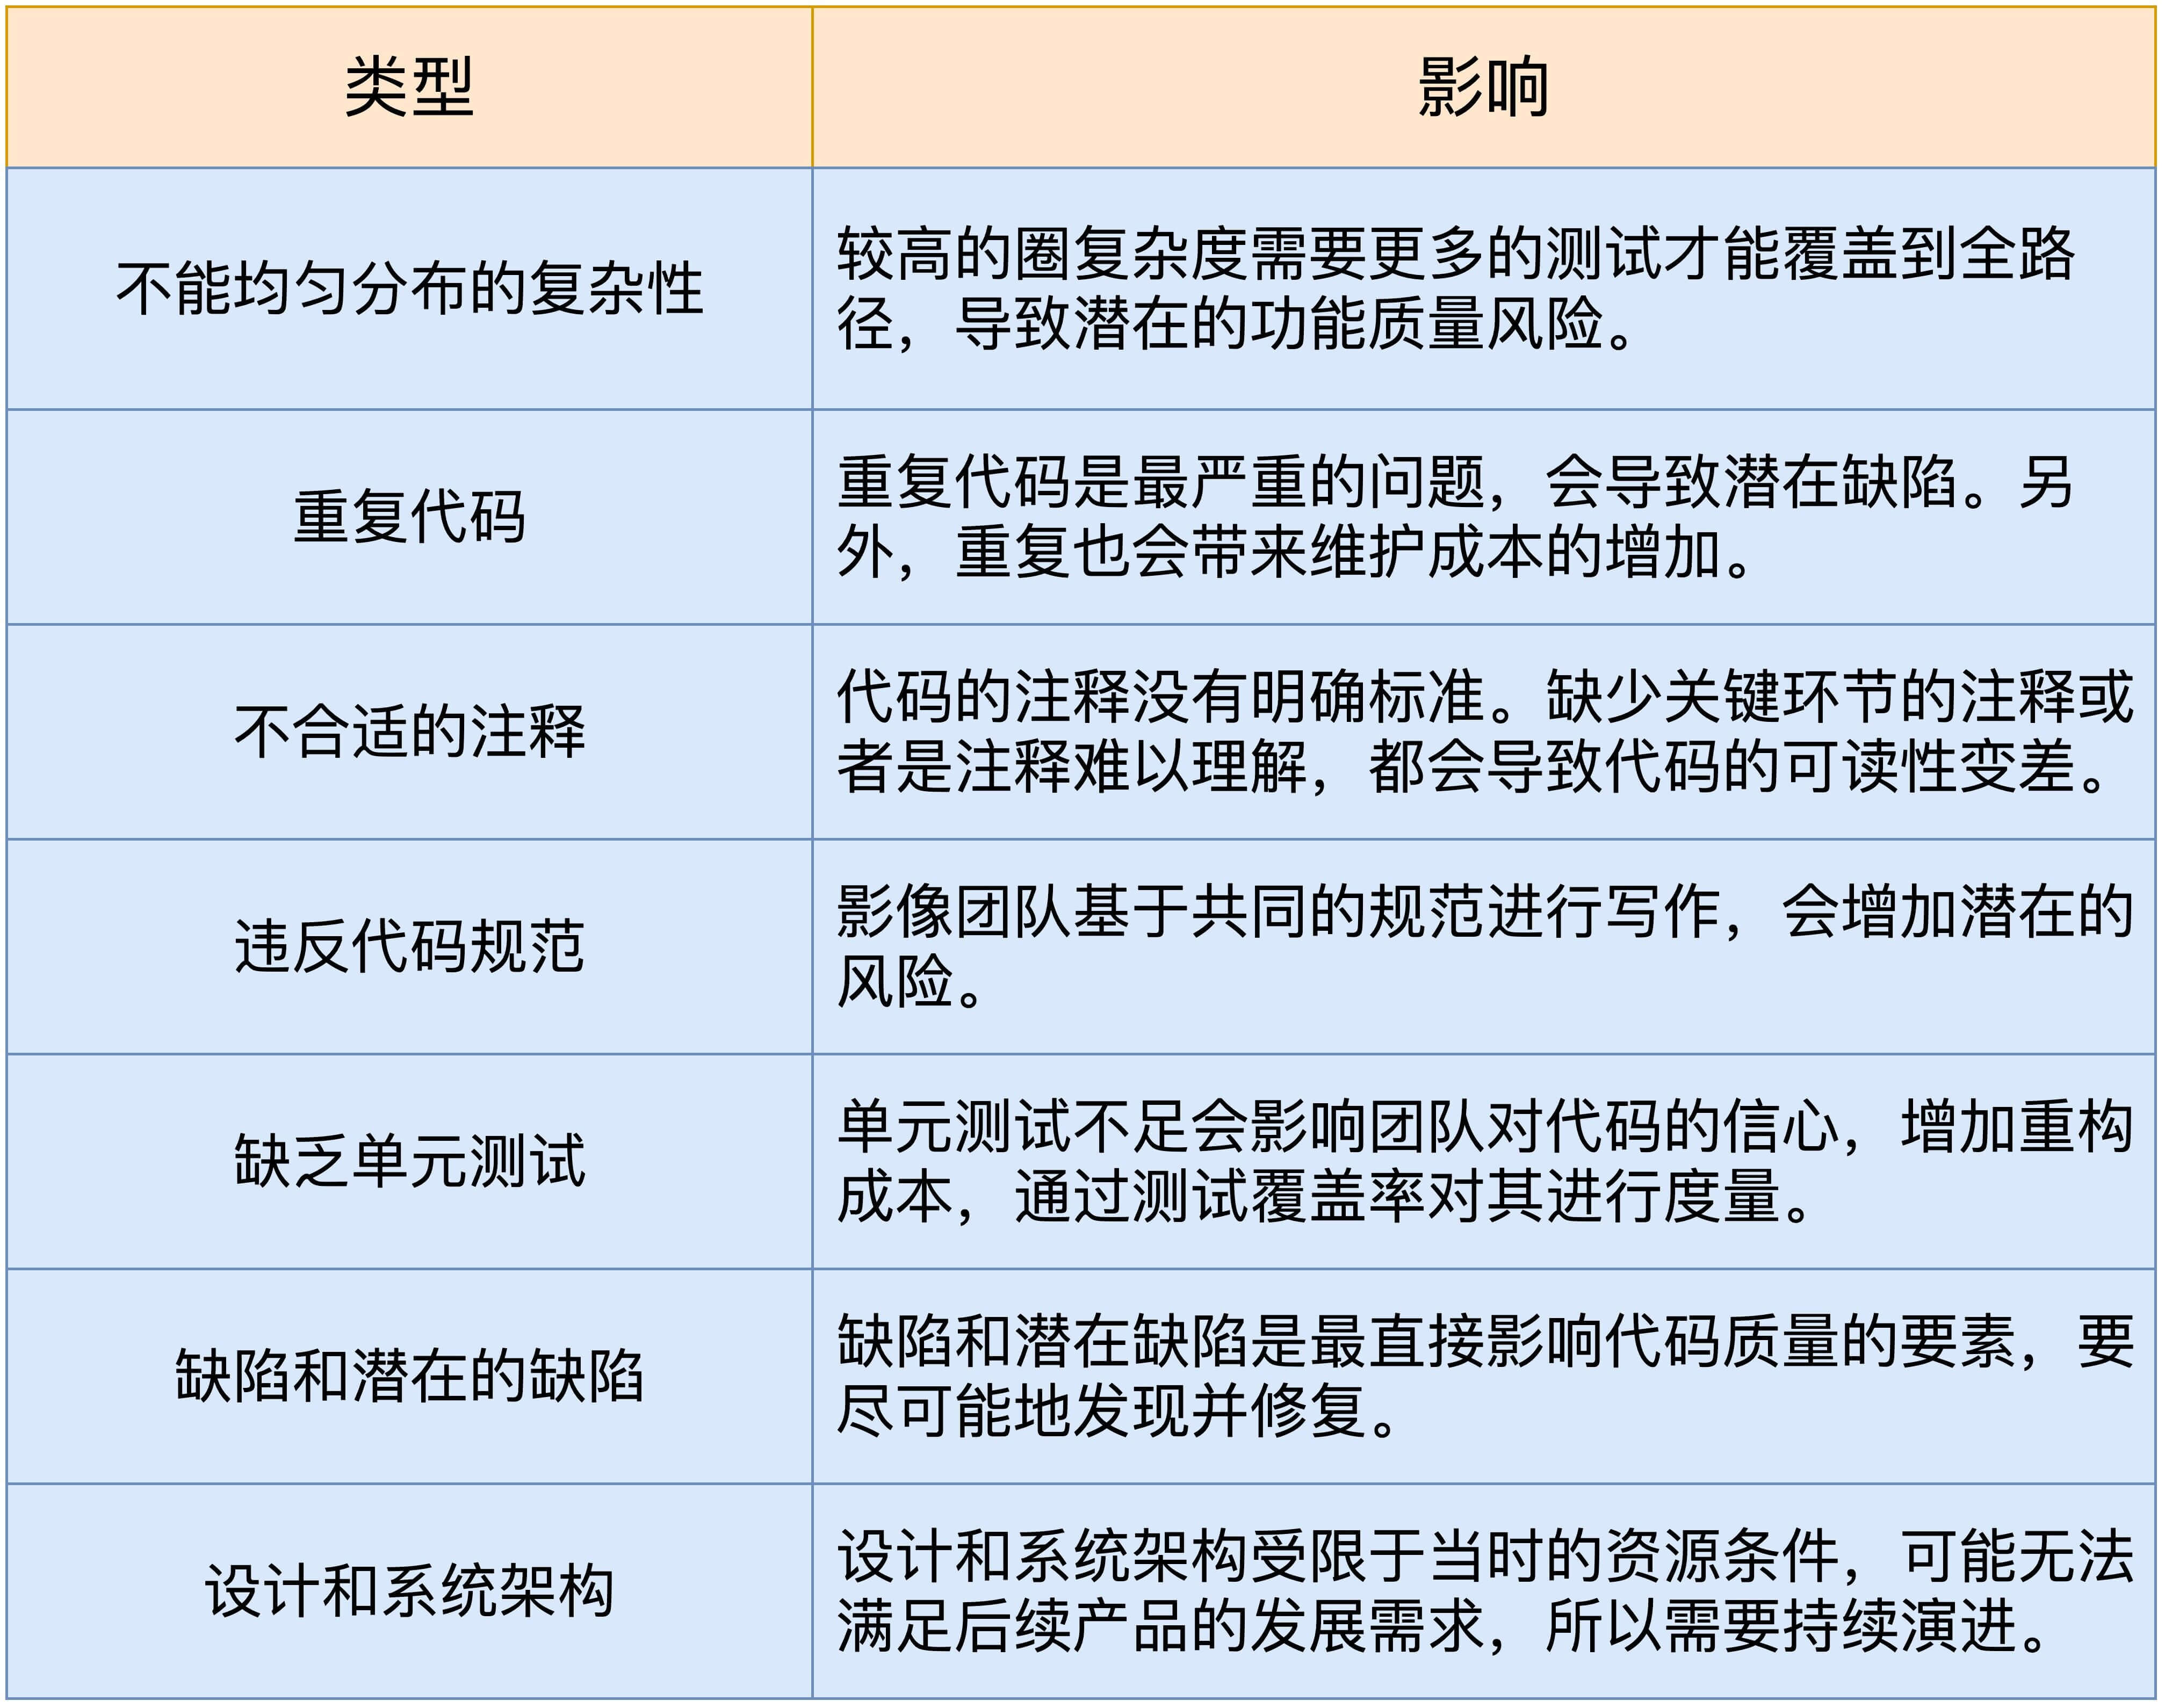 类型
影响
不能均匀分布的复杂性
较高的圈复杂度需要更多的测试才能覆盖到全路
径，导致潜在的功能质量风险。
重复代码
重复代码是最严重的问题，会导致潜在缺陷。另
外，重复也会带来维护成本的增加。
不合适的注释
代码的注释没有明确标准。缺少关键环节的注释或
者是注释难以理解，都会导致代码的可读性变差。
违反代码规范
影像团队基于共同的规范进行写作，会增加潜在的
风险。
缺乏单元测试
单元测试不足会影响团队对代码的信心，增加重构
成本，通过测试覆盖率对其进行度量。
缺陷和潜在的缺陷
缺陷和潜在缺陷是最直接影响代码质量的要素，要
尽可能地发现并修复。
设计和系统架构
设计和系统架构受限于当时的资源条件，可能无法
满足后续产品的发展需求，所以需要持续演进。